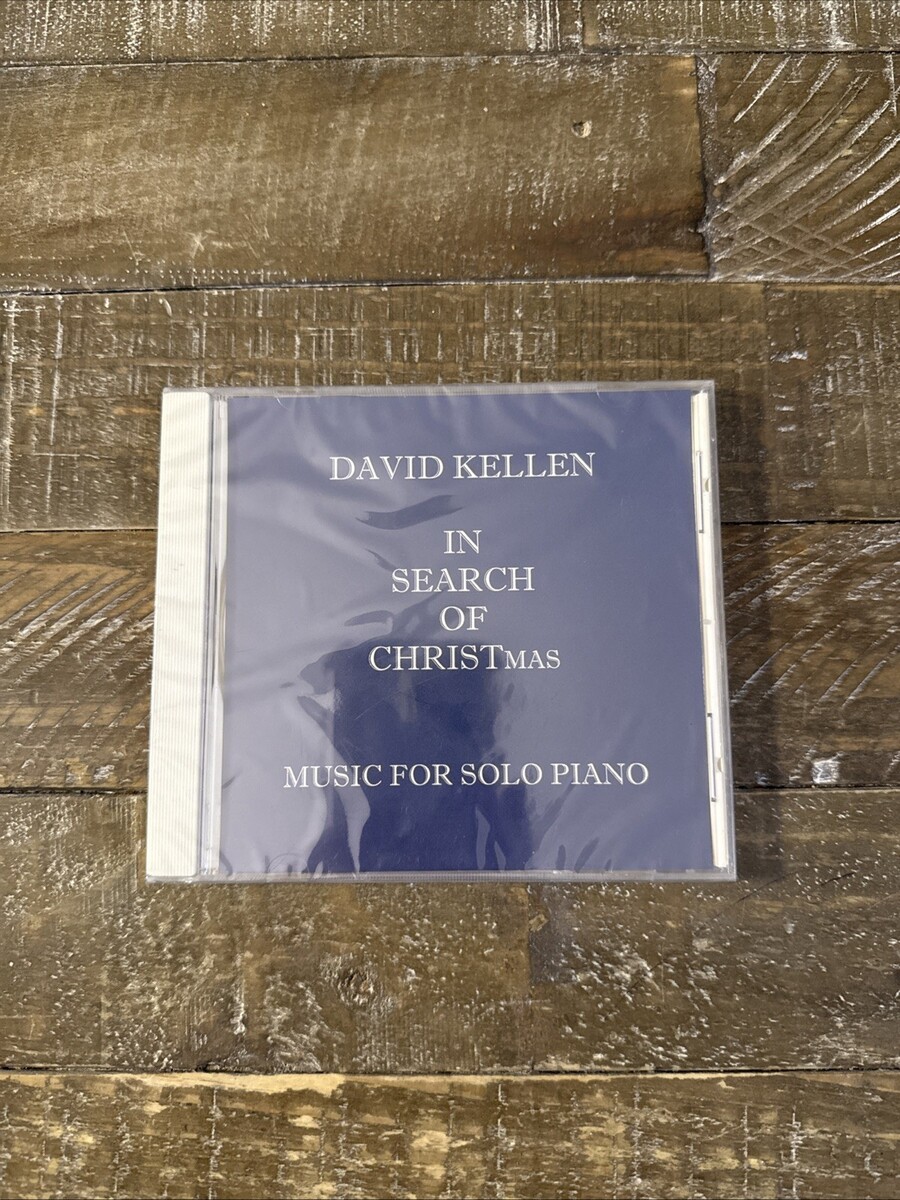 DAVID KELLEN
IN
SEARCH
OF
CHRISTMAS
MUSIC FOR SOLO PIANO